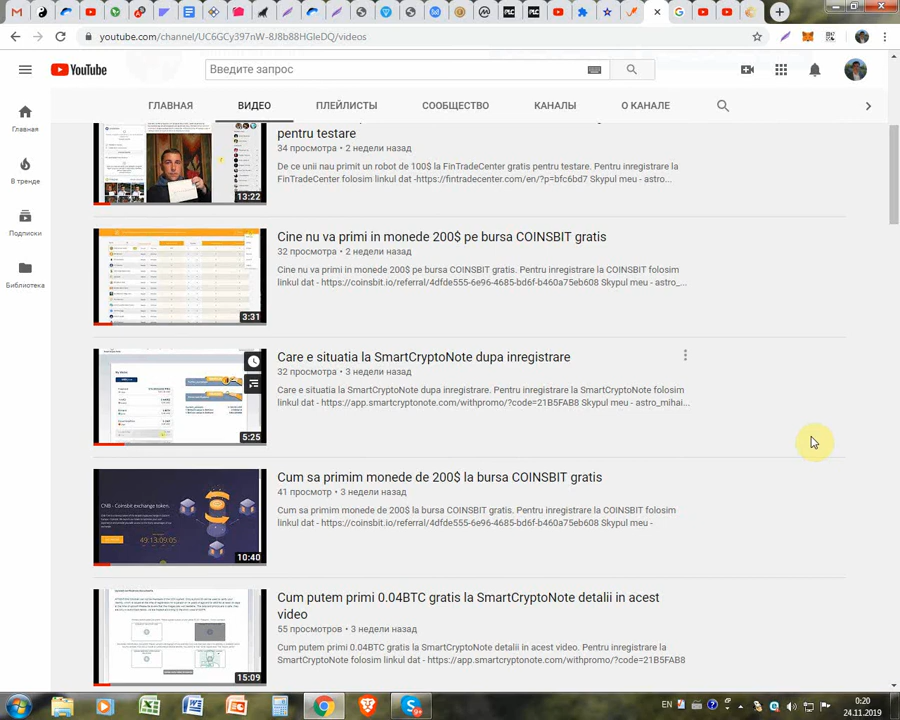 youtube.com/channel/UC6GCy397nW-8J8b88HGleDQ/videos
YouTube
Введите запрос
Главная
В тренде
Подписки
Библиотека
ГЛАВНАЯ
ВИДЕО
ПЛЕЙЛИСТЫ
СООБЩЕСТВО
КАНАЛЫ
О КАНАЛЕ
pentru testare
34 просмотра • 2 недели назад
De ce unii nau primit un robot de 100$ la FinTradeCenter gratis pentru testare. Pentru inregistrare la
FinTradeCenter folosim linkul dat -https://fintradecenter.com/en/?p=bfc6bd7 Skypul meu - astro...
13:22
Cine nu va primi in monede 200$ pe bursa COINSBIT gratis
32 просмотра • 2 недели назад
Cine nu va primi in monede 200$ pe bursa COINSBIT gratis. Pentru inregistrare la COINSBIT folosim
linkul dat - https://coinsbit.io/referral/4dfde555-6e96-4685-bd6f-b460a75eb608 Skypul meu - astro_...
3:31
Care e situatia la SmartCryptoNote dupa inregistrare
32 просмотра • 3 недели назад
Care e situatia la SmartCryptoNote dupa inregistrare. Pentru inregistrare la SmartCryptoNote folosim
linkul dat - https://app.smartcryptonote.com/withpromo/?code=21B5FAB8 Skypul meu - astro_mihai...
5:25
Cum sa primim monede de 200$ la bursa COINSBIT gratis
41 просмотр • 3 недели назад
Cum sa primim monede de 200$ la bursa COINSBIT gratis. Pentru inregistrare la COINSBIT folosim
linkul dat - https://coinsbit.io/referral/4dfde555-6e96-4685-bd6f-b460a75eb608 Skypul meu -
CNB - Coinsbit exchange token.
49:13:09:05
10:40
Cum putem primi 0.04BTC gratis la SmartCryptoNote detalii in acest
video
55 просмотров • 3 недели назад
Cum putem primi 0.04BTC gratis la SmartCryptoNote detalii in acest video. Pentru inregistrare la
SmartCryptoNote folosim linkul dat - https://app.smartcryptonote.com/withpromo/?code=21B5FAB8
15:09
EN
0:20
24.11.2019